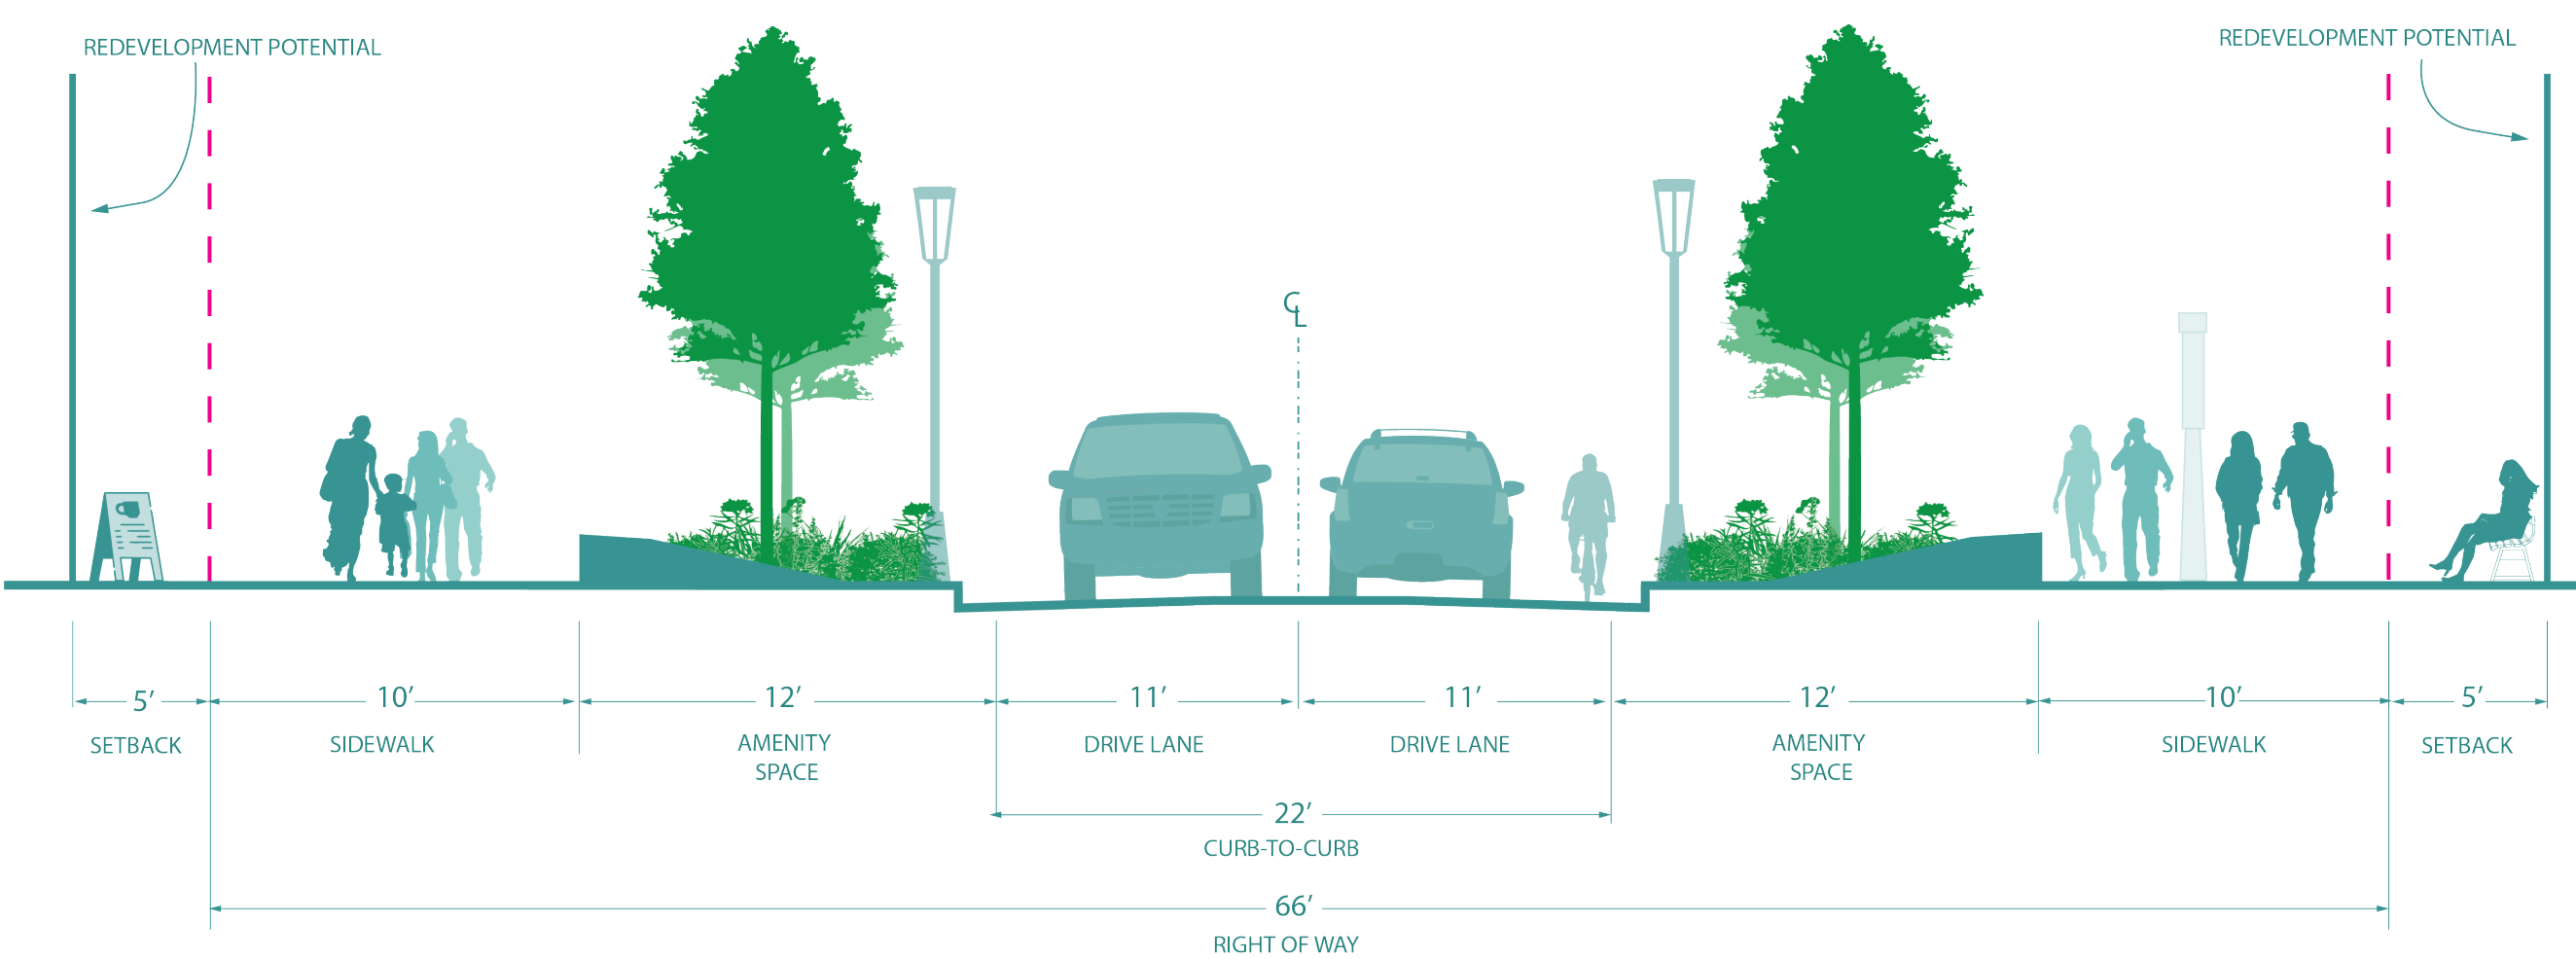 REDEVELOPMENT POTENTIAL
REDEVELOPMENT POTENTIAL
CL
5’
10’
12’
11’
11’
12’
10’
5’
SETBACK
SIDEWALK
AMENITY
SPACE
DRIVE LANE
DRIVE LANE
AMENITY
SPACE
SIDEWALK
SETBACK
22’
CURB-TO-CURB
66’
RIGHT OF WAY